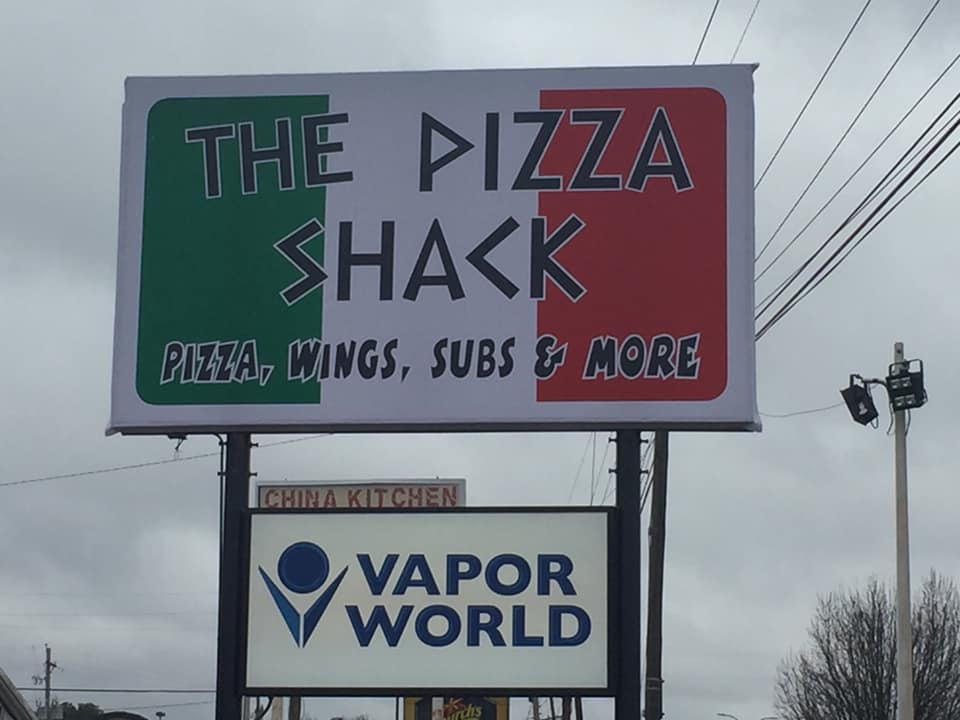 THE PIZZA
SHACK
PIZZA, WINGS, SUBS & MORE
CHINA KITCHEN
VAPOR
WORLD